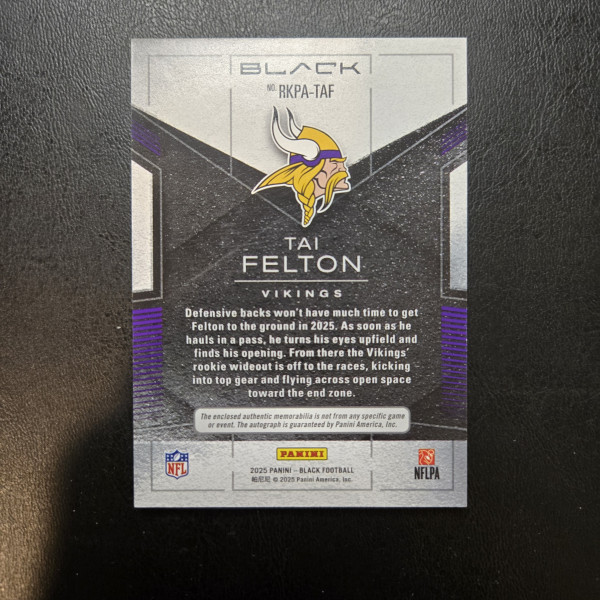 BLACK
NO. RKPA-TAF
TAI
FELTON
VIKINGS
Defensive backs won't have much time to get
Felton to the ground in 2025. As soon as he
hauls in a pass, he turns his eyes upfield and
finds his opening. From there the Vikings'
rookie wideout is off to the races, kicking
into top gear and flying across open space
toward the end zone.
The enclosed authentic memorabilia is not from any specific game
or event. The autograph is guaranteed by Panini America, Inc.
NFL
PANINI
NFLPA
2025 PANINI – BLACK FOOTBALL
帕尼尼 © 2025 Panini America, Inc.